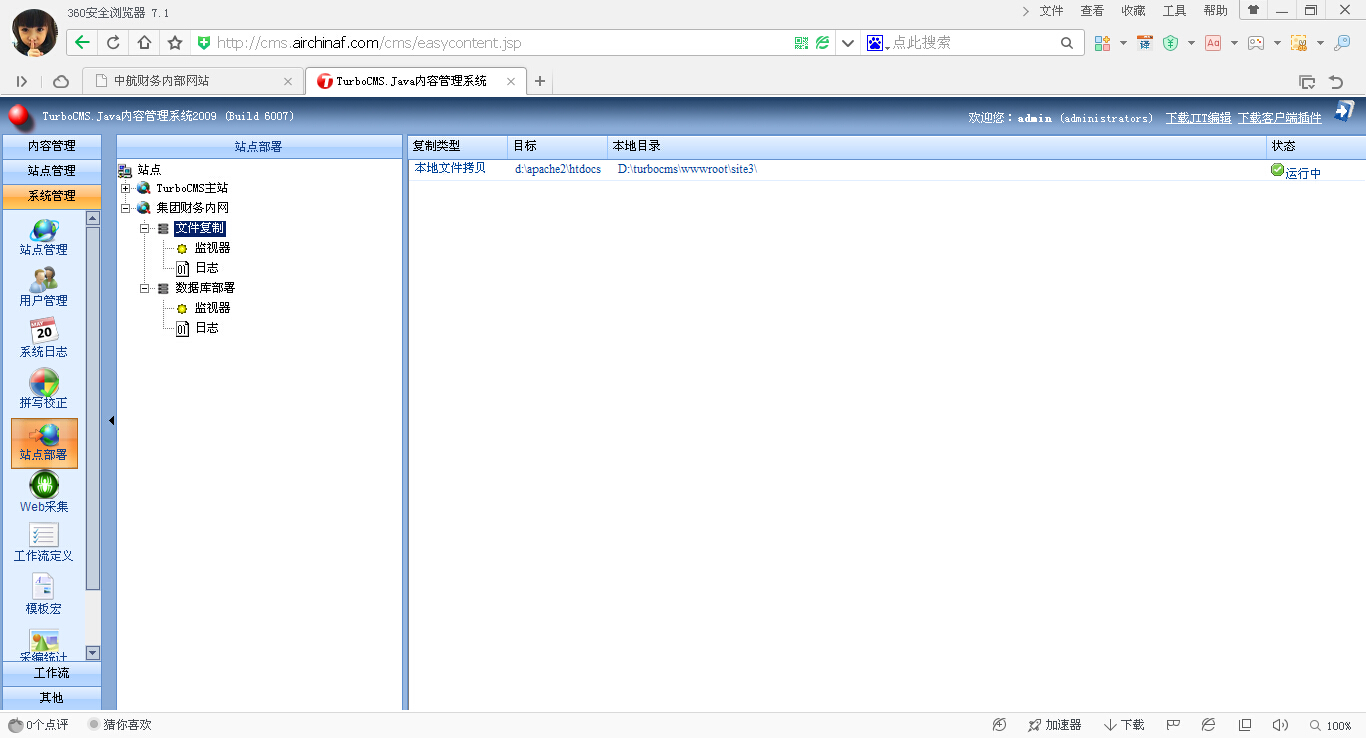 360安全浏览器 7.1
文件 查看 收藏 工具 帮助
http://cms.airchinaf.com/cms/easycontent.jsp
点此搜索
译
Aa
中航财务内部网站
TurboCMS.Java内容管理系统
TurboCMS.Java内容管理系统2009 (Build 6007)
欢迎您：admin (administrators) 下载JIT编辑 下载客户端插件
内容管理
站点管理
系统管理
站点管理
用户管理
MAY
20
系统日志
拼写校正
站点部署
Web采集
工作流定义
模板宏
采编统计
工作流
其他
站点部署
站点
TurboCMS主站
集团财务内网
文件复制
监视器
日志
数据库部署
监视器
日志
复制类型 目标 本地目录 状态
本地文件拷贝 d:\apache2\htdocs D:\turbocms\wwwroot\site3\ 运行中
0个点评 猜你喜欢
加速器 下载 100%